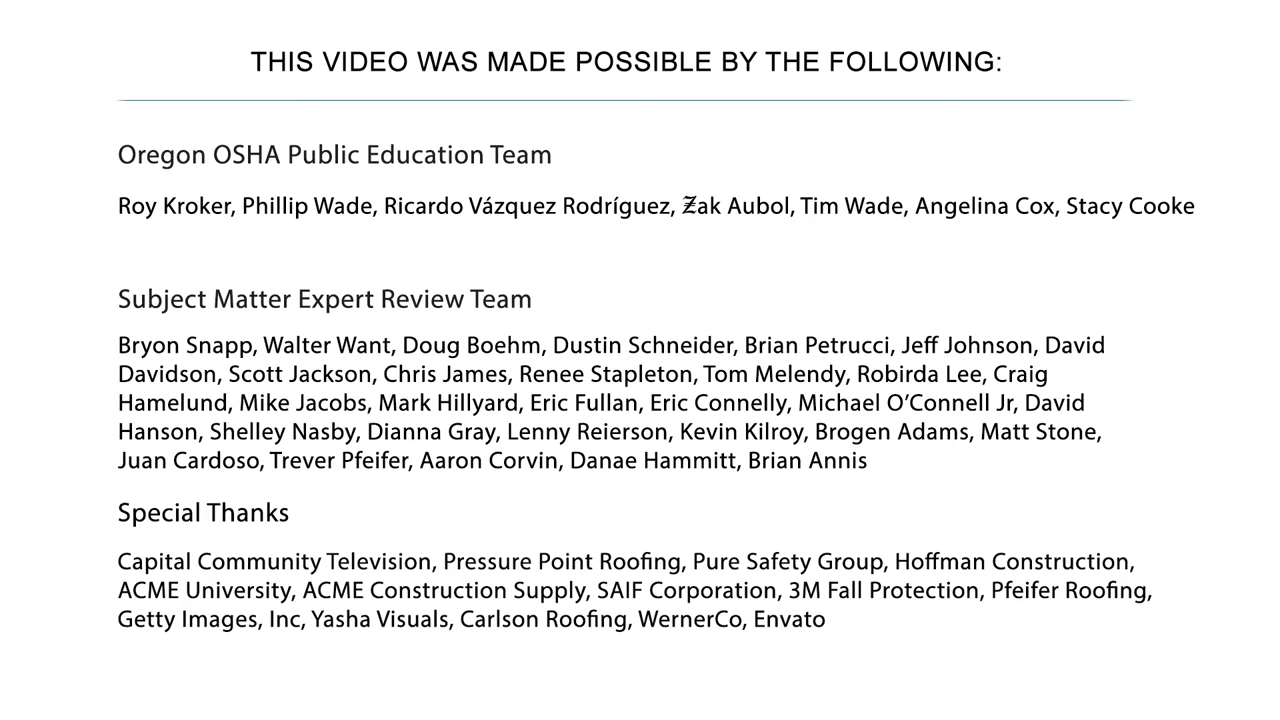 THIS VIDEO WAS MADE POSSIBLE BY THE FOLLOWING:
Oregon OSHA Public Education Team
Roy Kroker, Phillip Wade, Ricardo Vázquez Rodríguez, Ƶak Aubol, Tim Wade, Angelina Cox, Stacy Cooke
Subject Matter Expert Review Team
Bryon Snapp, Walter Want, Doug Boehm, Dustin Schneider, Brian Petrucci, Jeff Johnson, David
Davidson, Scott Jackson, Chris James, Renee Stapleton, Tom Melendy, Robirda Lee, Craig
Hamelund, Mike Jacobs, Mark Hillyard, Eric Fullan, Eric Connelly, Michael O’Connell Jr, David
Hanson, Shelley Nasby, Dianna Gray, Lenny Reierson, Kevin Kilroy, Brogen Adams, Matt Stone,
Juan Cardoso, Trever Pfeifer, Aaron Corvin, Danae Hammitt, Brian Annis
Special Thanks
Capital Community Television, Pressure Point Roofing, Pure Safety Group, Hoffman Construction,
ACME University, ACME Construction Supply, SAIF Corporation, 3M Fall Protection, Pfeifer Roofing,
Getty Images, Inc, Yasha Visuals, Carlson Roofing, WernerCo, Envato